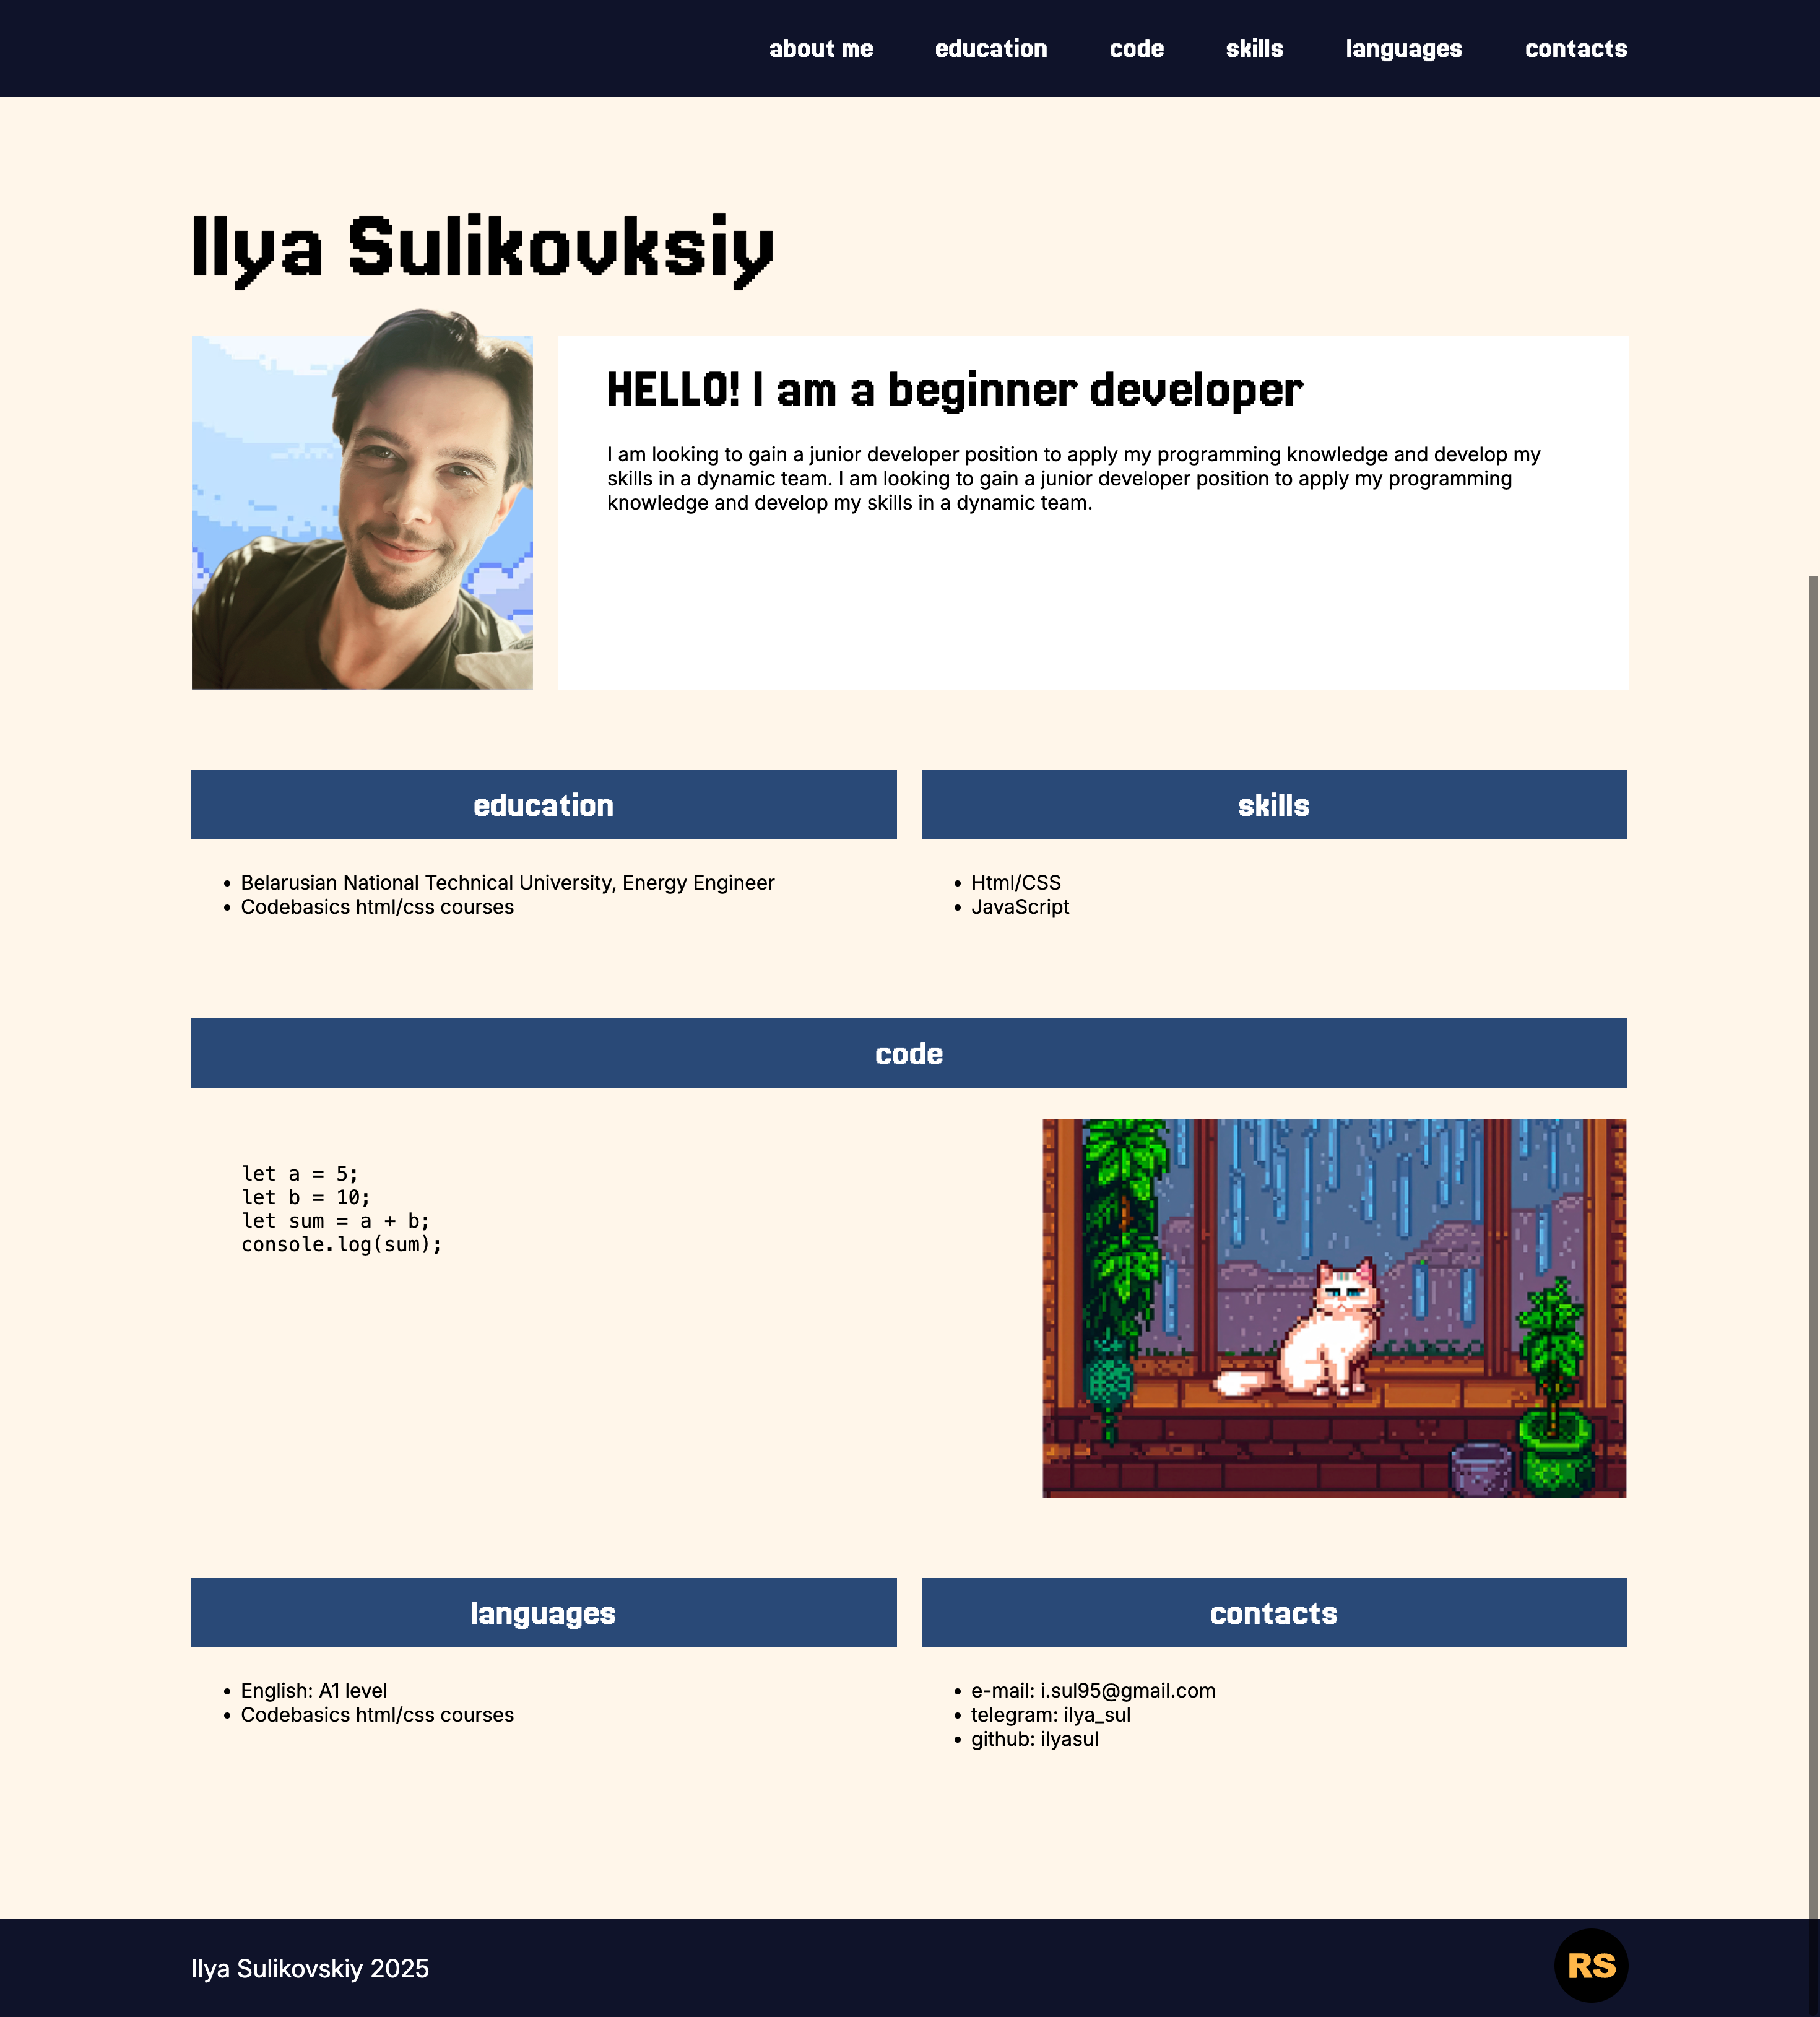 about me education code skills languages contacts
Ilya Sulikovksiy
HELLO! I am a beginner developer
I am looking to gain a junior developer position to apply my programming knowledge and develop my
skills in a dynamic team. I am looking to gain a junior developer position to apply my programming
knowledge and develop my skills in a dynamic team.
education
• Belarusian National Technical University, Energy Engineer
• Codebasics html/css courses
skills
• Html/CSS
• JavaScript
code
let a = 5;
let b = 10;
let sum = a + b;
console.log(sum);
languages
• English: A1 level
• Codebasics html/css courses
contacts
• e-mail: i.sul95@gmail.com
• telegram: ilya_sul
• github: ilyasul
Ilya Sulikovskiy 2025
RS